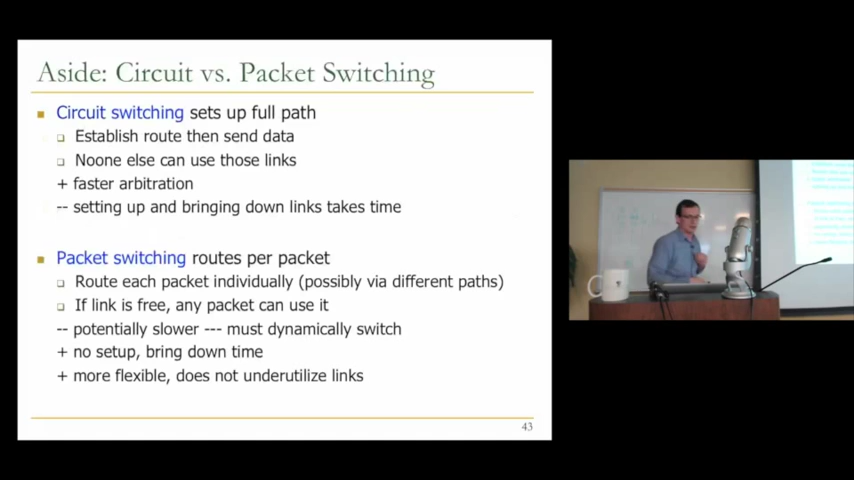 Aside: Circuit vs. Packet Switching
Circuit switching sets up full path
Establish route then send data
Noone else can use those links
+ faster arbitration
-- setting up and bringing down links takes time
Packet switching routes per packet
Route each packet individually (possibly via different paths)
If link is free, any packet can use it
-- potentially slower --- must dynamically switch
+ no setup, bring down time
+ more flexible, does not underutilize links
43